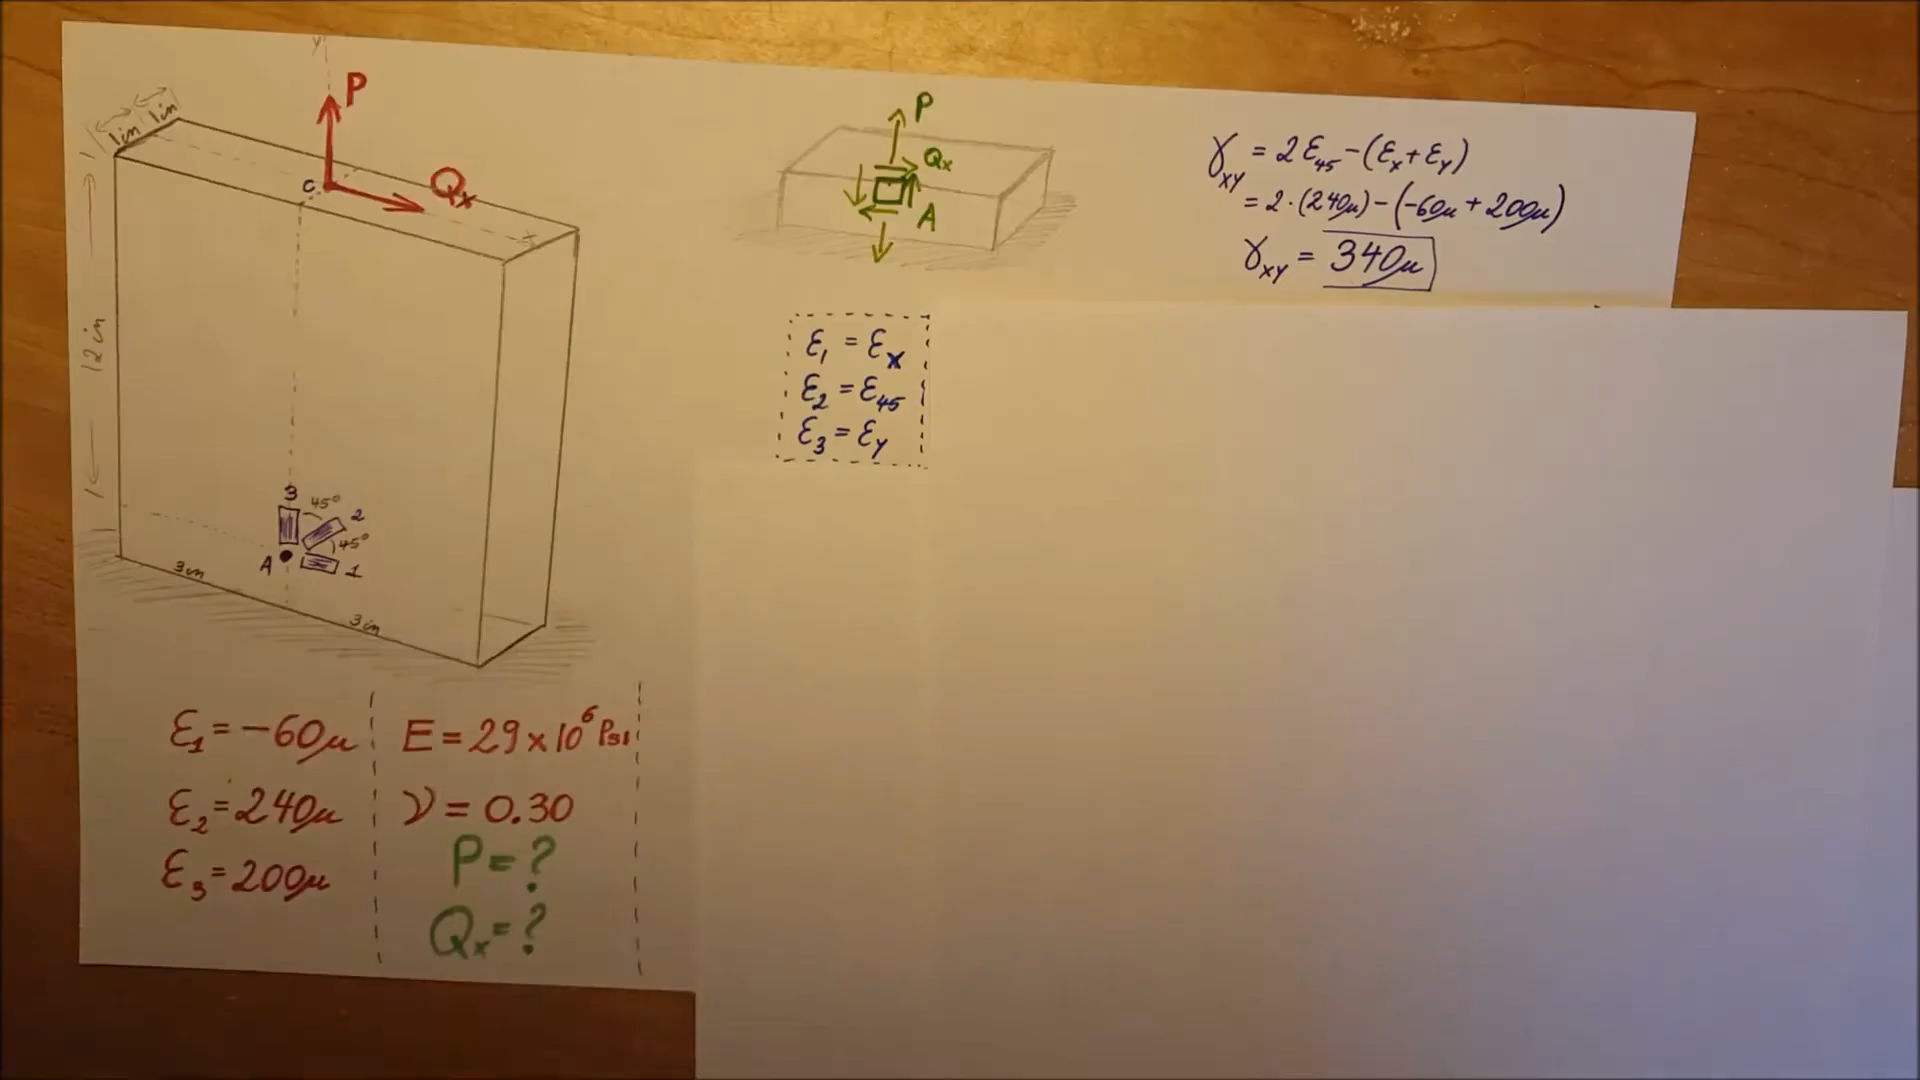 y
P
1in 1in
C
Qx
x
12in
3
45°
2
45°
A
1
3in
3in
ε1 = -60μ
ε2 = 240μ
ε3 = 200μ
E = 29 x 10^6 Psi
ν = 0.30
P = ?
Qx = ?
P
Qx
A
ε1 = εx
ε2 = ε45
ε3 = εy
γxy = 2ε45 - (εx + εy)
= 2 · (240μ) - (-60μ + 200μ)
γxy = 340μ